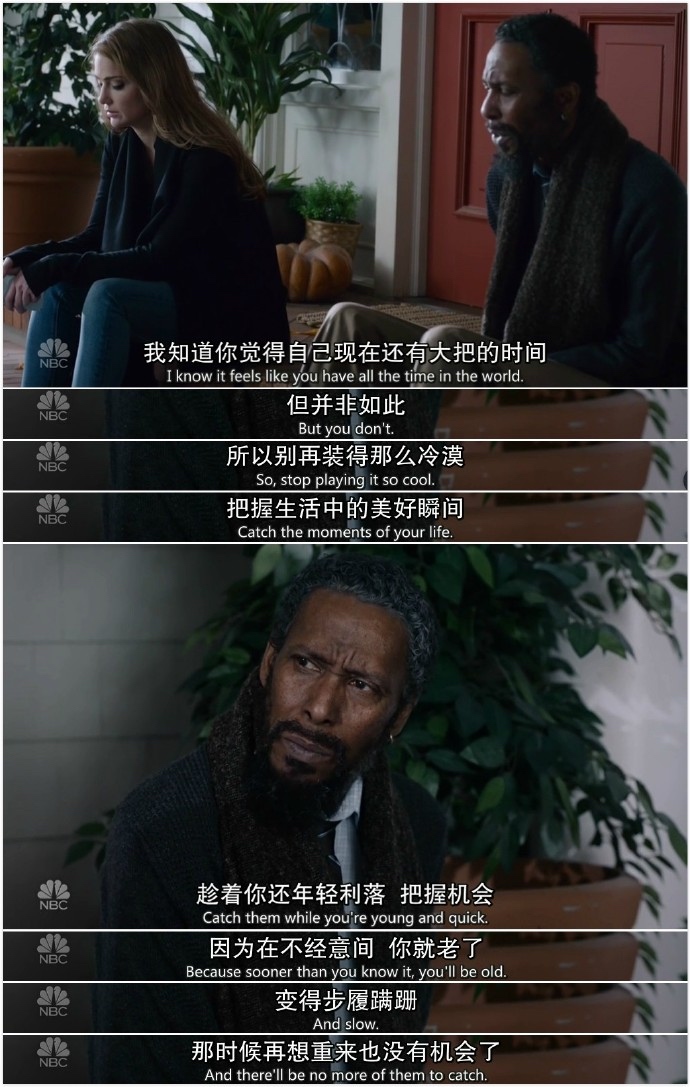 我知道你觉得自己现在还有大把的时间
I know it feels like you have all the time in the world.
NBC
但并非如此
But you don't.
NBC
所以别再装得那么冷漠
So, stop playing it so cool.
NBC
把握生活中的美好瞬间
Catch the moments of your life.
NBC
趁着你还年轻利落 把握机会
Catch them while you're young and quick.
NBC
因为在不经意间 你就老了
Because sooner than you know it, you'll be old.
NBC
变得步履蹒跚
And slow.
NBC
那时候再想重来也没有机会了
And there'll be no more of them to catch.
NBC